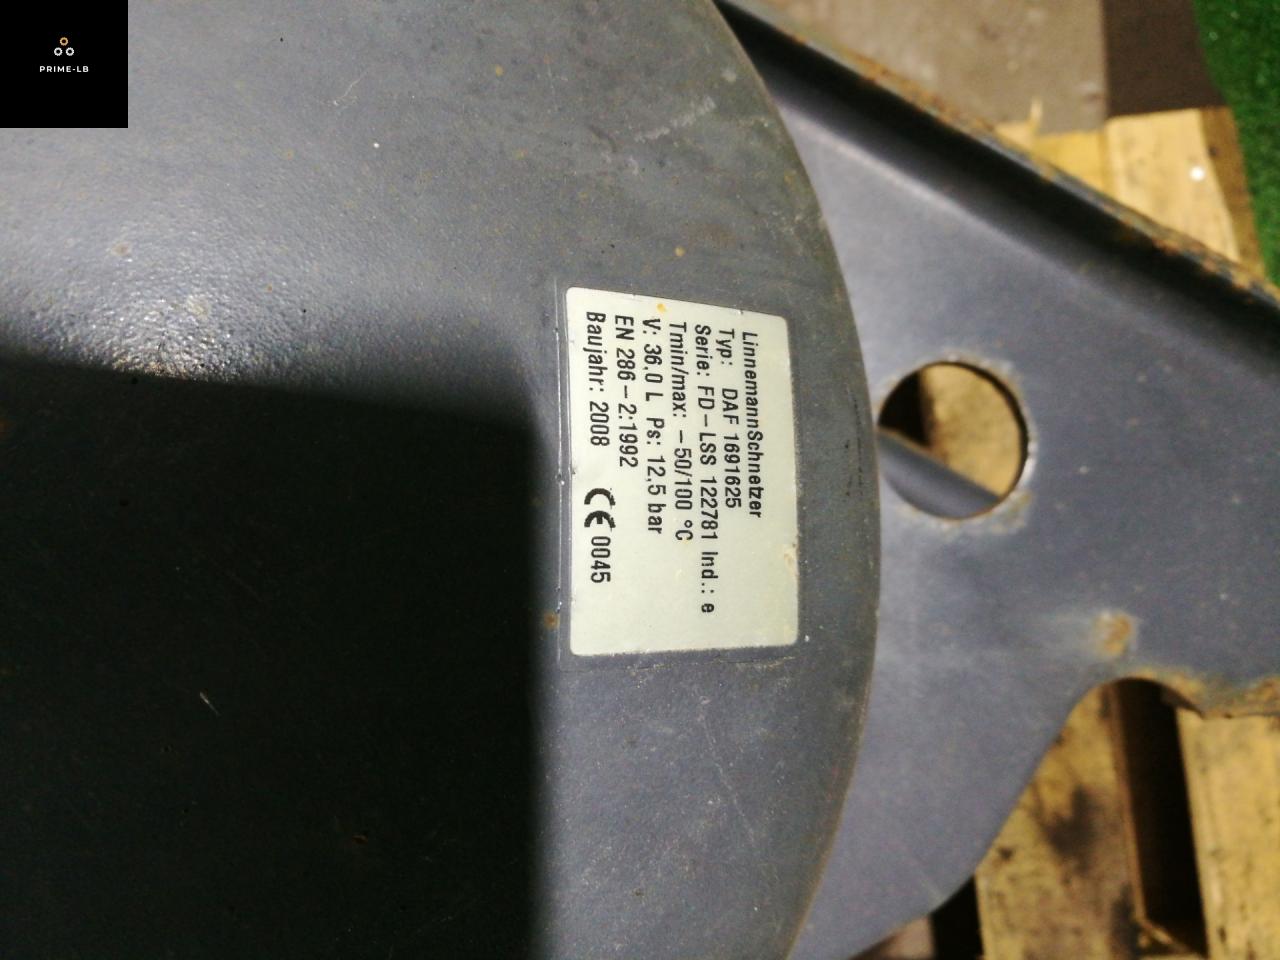 PRIME-LB
LinnemannSchnetzer
Typ: DAF 1691625
Serie: FD-LSS 122781 Ind.: e
Tmin/max: -50/100 °C
V: 36,0 L Ps: 12,5 bar
EN 286-2:1992
Baujahr: 2008 CE 0045